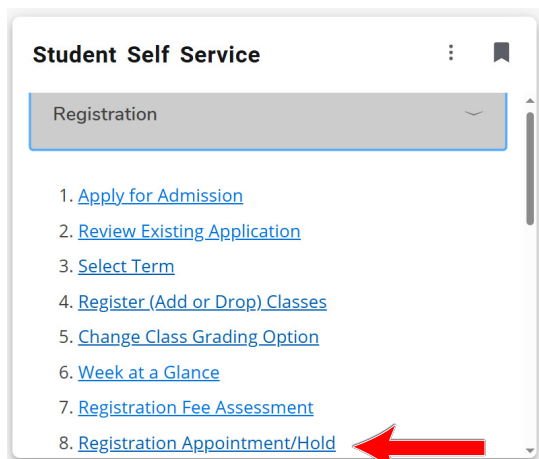 Student Self Service
Registration
1. Apply for Admission
2. Review Existing Application
3. Select Term
4. Register (Add or Drop) Classes
5. Change Class Grading Option
6. Week at a Glance
7. Registration Fee Assessment
8. Registration Appointment/Hold